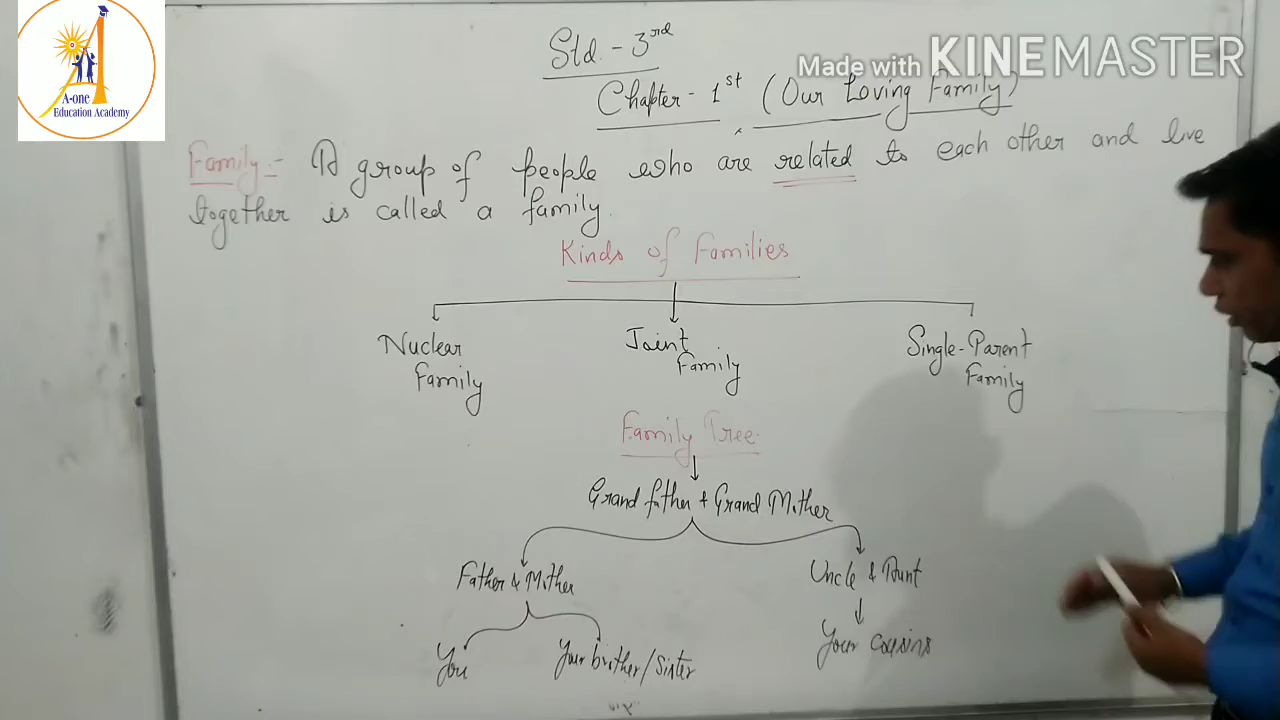 A-one
Education Academy
Made with KINEMASTER
Std - 3rd
Chapter - 1st (Our Loving Family)
Family:- A group of people who are related to each other and live
together is called a family.
Kinds of Families
Nuclear Family
Joint Family
Single-Parent Family
Family Tree
Grand father + Grand Mother
Father & Mother
Uncle & Aunt
You
Your brother/Sister
Your cousins